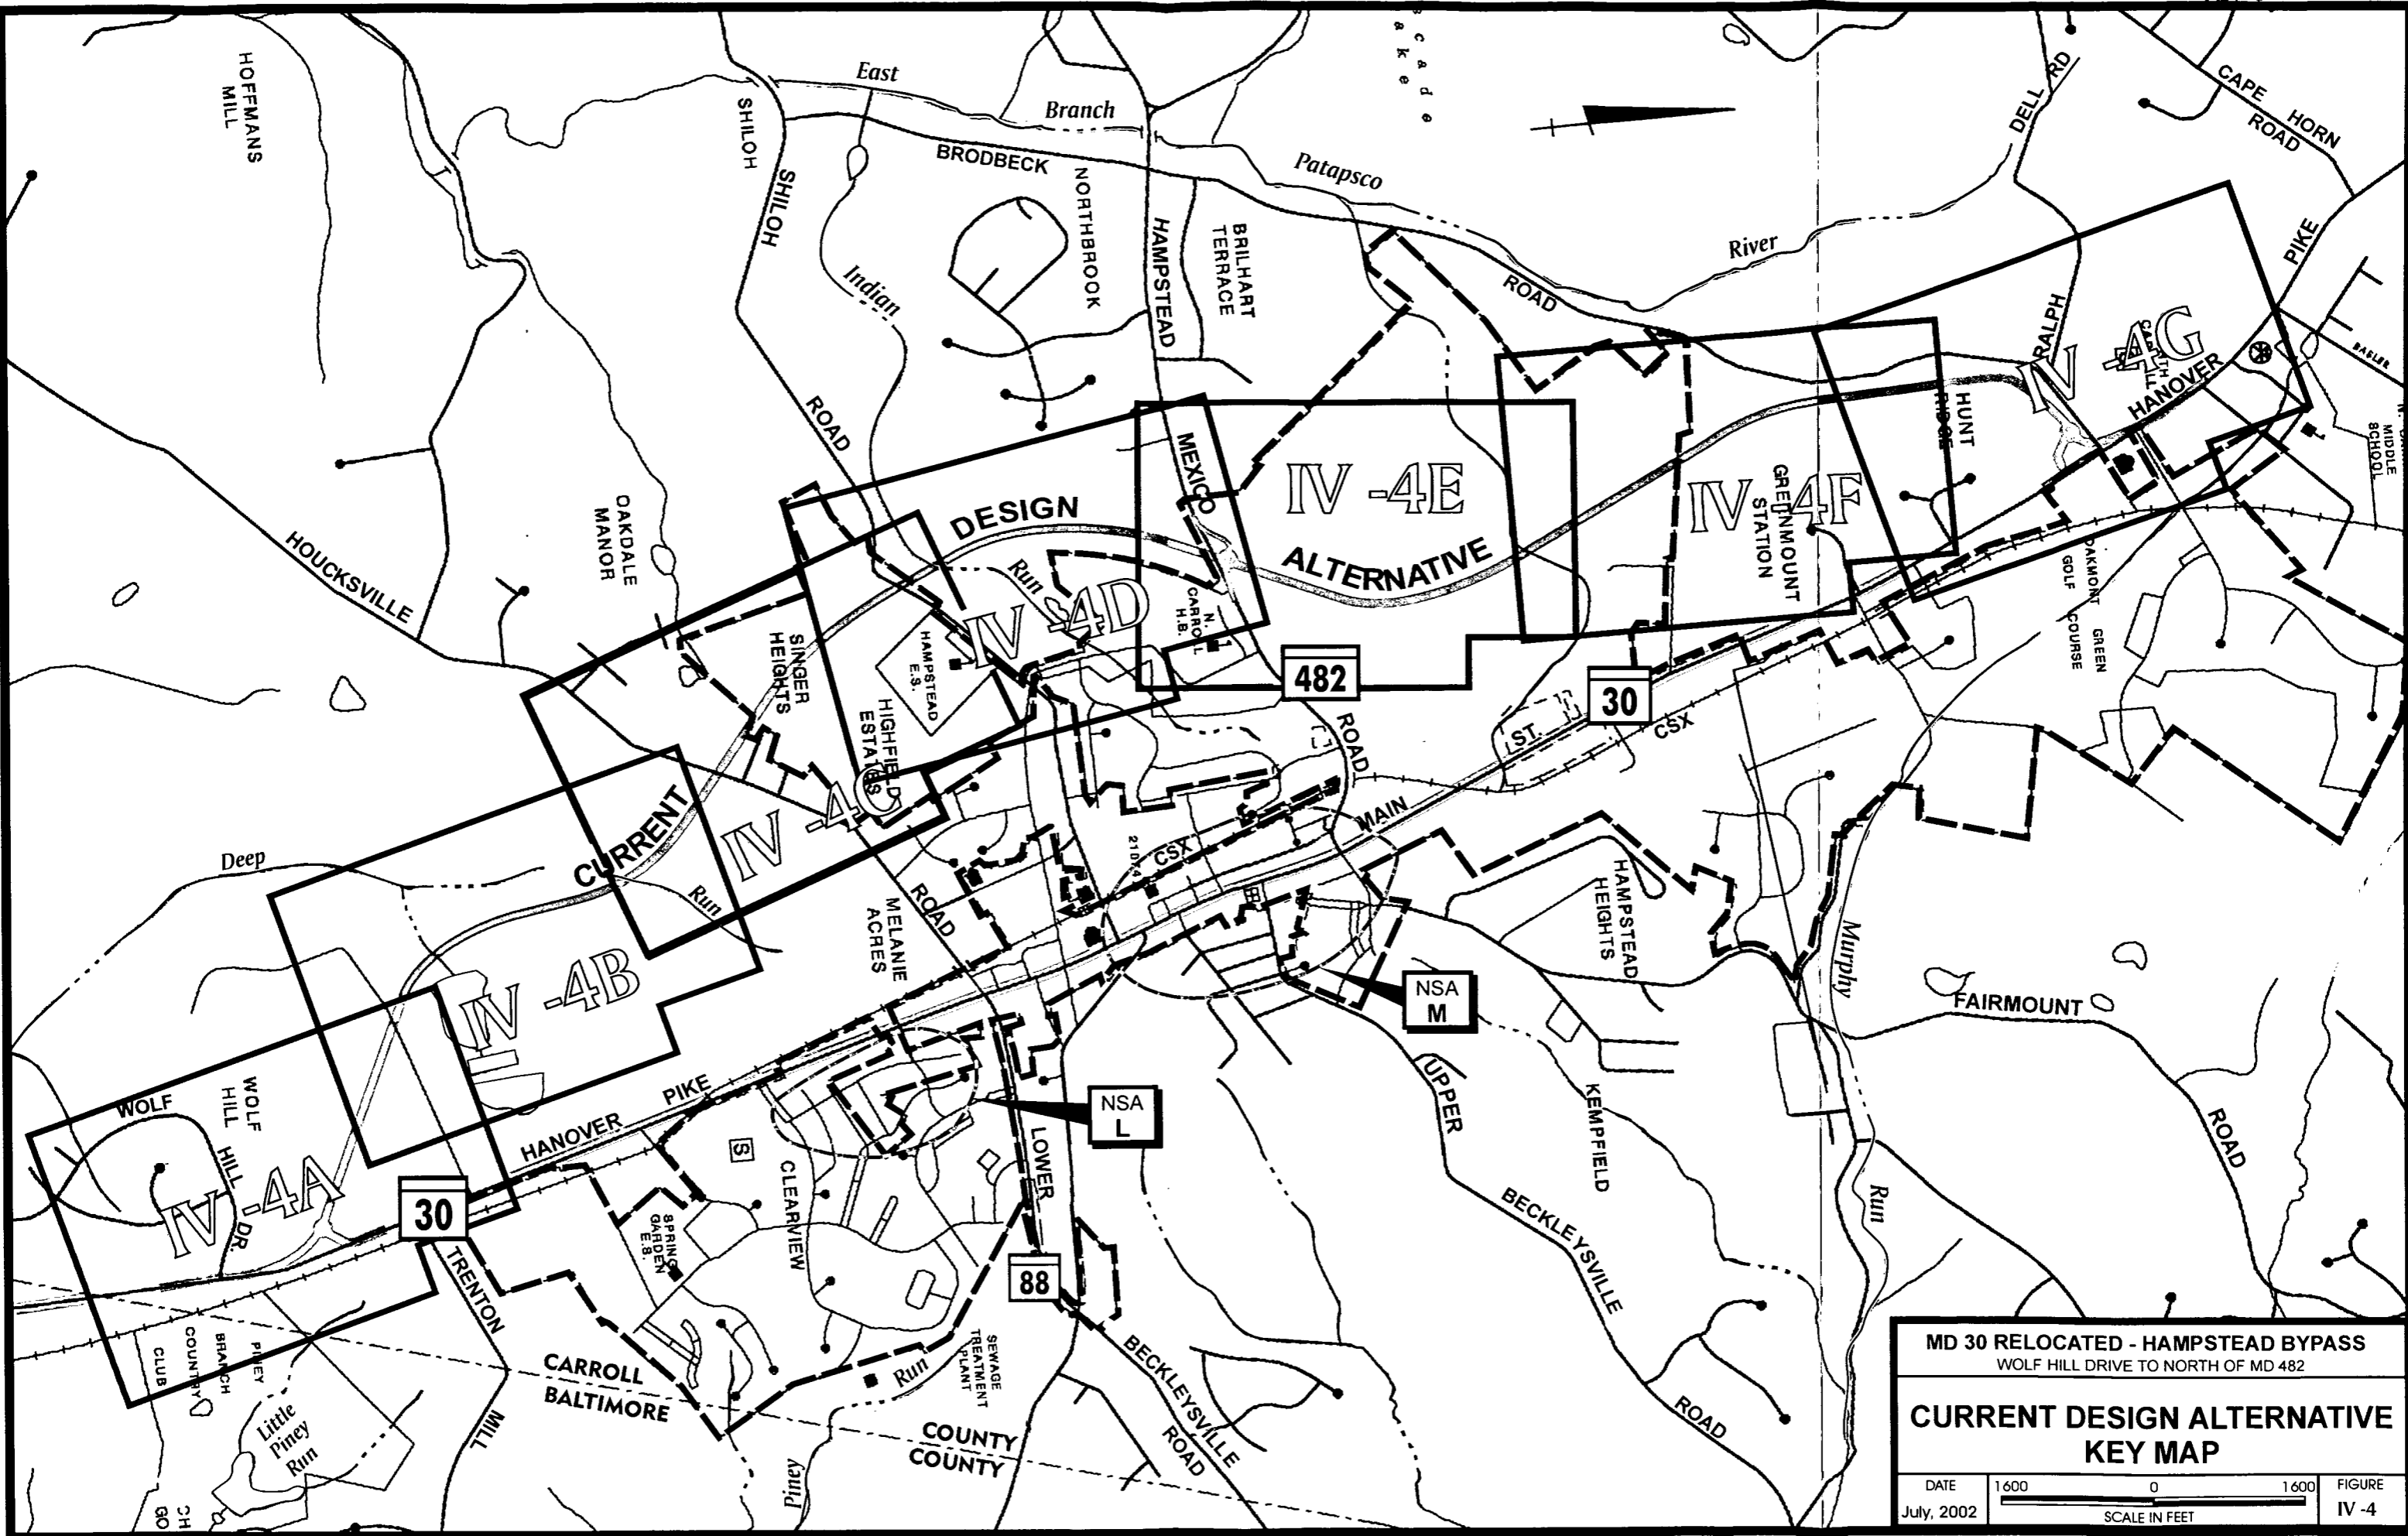 HOFFMANS
MILL
SHILOH
SHILOH
ROAD
East
Branch
BRODBECK
ROAD
NORTHBROOK
Indian
Run
HAMPSTEAD
MEXICO
ROAD
BRILHART
TERRACE
Patapsco
River
DELL RD
RALPH
CAPE HORN
ROAD
PIKE
HANOVER
IV -4G
MIDDLE
SCHOOL
HUNT
RIDGE
GREENMOUNT
STATION
IV -4F
IV -4E
OAKMONT GREEN
GOLF COURSE
DESIGN
ALTERNATIVE
CURRENT
IV -4D
N.
CARROLL
H.S.
HAMPSTEAD
E.S.
HIGHFIELD
ESTATES
SINGER
HEIGHTS
OAKDALE
MANOR
HOUCKSVILLE
ROAD
IV -4C
482
30
ST.
CSX
MAIN
CSX
Deep
Run
IV -4B
MELANIE
ACRES
HAMPSTEAD
HEIGHTS
Murphy
Run
FAIRMOUNT
ROAD
NSA
M
NSA
L
WOLF
HILL
WOLF
HILL
DR.
IV -4A
30
HANOVER
PIKE
S
CLEARVIEW
SPRING
GARDEN
E.S.
LOWER
88
BECKLEYSVILLE
ROAD
UPPER
BECKLEYSVILLE
ROAD
KEMPFIELD
TRENTON
MILL
PINEY
BRANCH
COUNTRY
CLUB
Little
Piney
Run
CARROLL
BALTIMORE
COUNTY
COUNTY
SEWAGE
TREATMENT
PLANT
Piney
Run
MD 30 RELOCATED - HAMPSTEAD BYPASS
WOLF HILL DRIVE TO NORTH OF MD 482
CURRENT DESIGN ALTERNATIVE
KEY MAP
DATE
July, 2002
1600 0 1600
SCALE IN FEET
FIGURE
IV -4